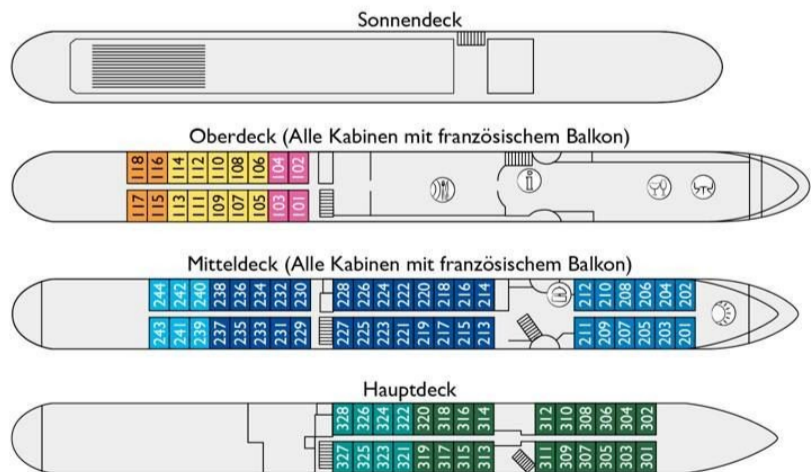 Sonnendeck
Oberdeck (Alle Kabinen mit französischem Balkon)
118 116 114 112 110 108 106 104 102
117 115 113 111 109 107 105 103 101
Mitteldeck (Alle Kabinen mit französischem Balkon)
244 242 240 238 236 234 232 230 228 226 224 222 220 218 216 214 212 210 208 206 204 202
243 241 239 237 235 233 231 229 227 225 223 221 219 217 215 213 211 209 207 205 203 201
Hauptdeck
328 326 324 322 320 318 316 314 312 310 308 306 304 302
327 325 323 321 319 317 315 313 311 309 307 305 303 301